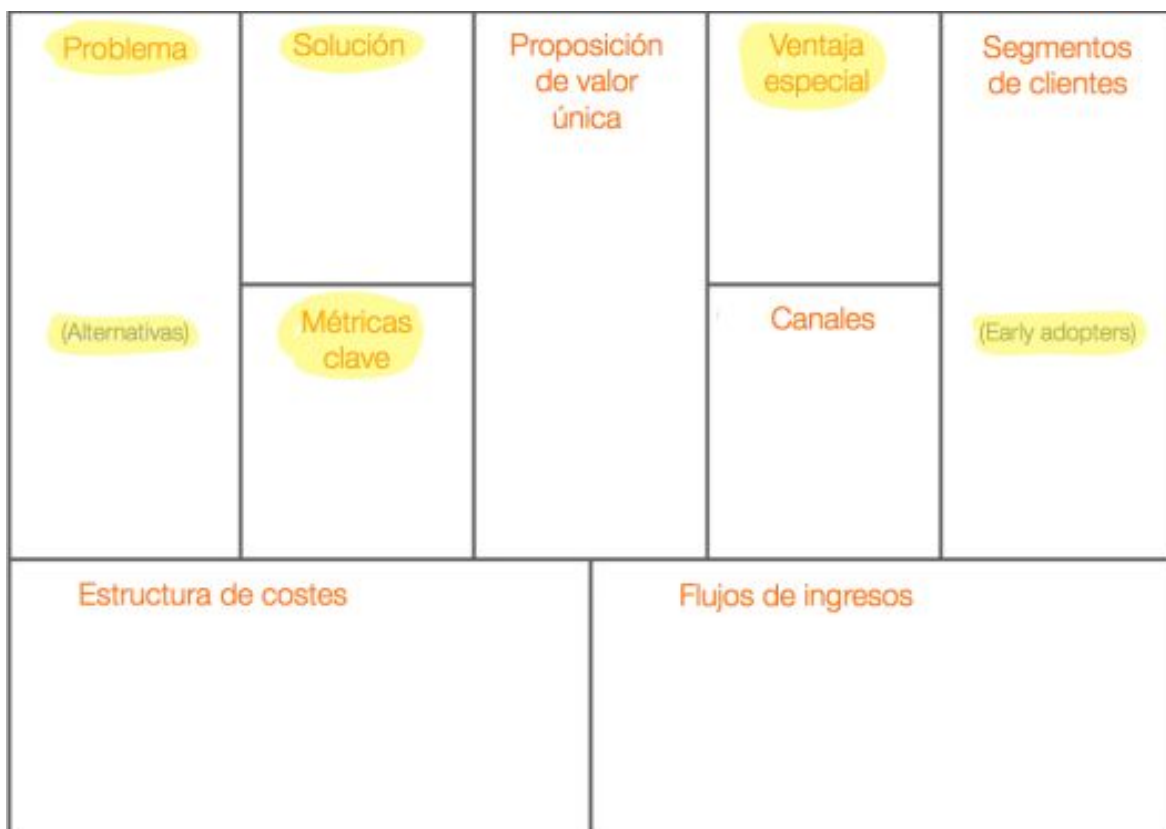 Problema
(Alternativas)
Solución
Métricas
clave
Proposición
de valor
única
Ventaja
especial
Canales
Segmentos
de clientes
(Early adopters)
Estructura de costes
Flujos de ingresos